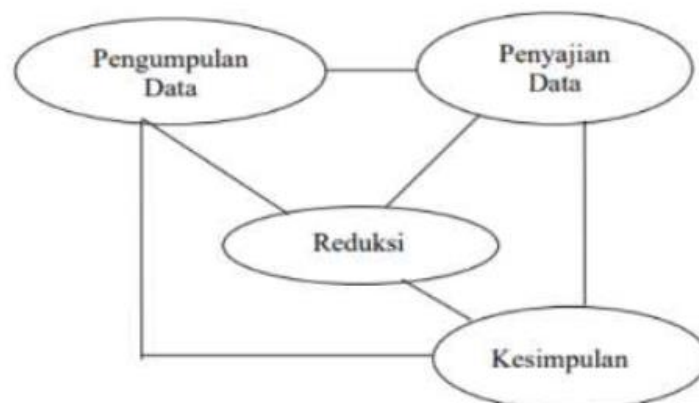 Pengumpulan
Data
Penyajian
Data
Reduksi
Kesimpulan